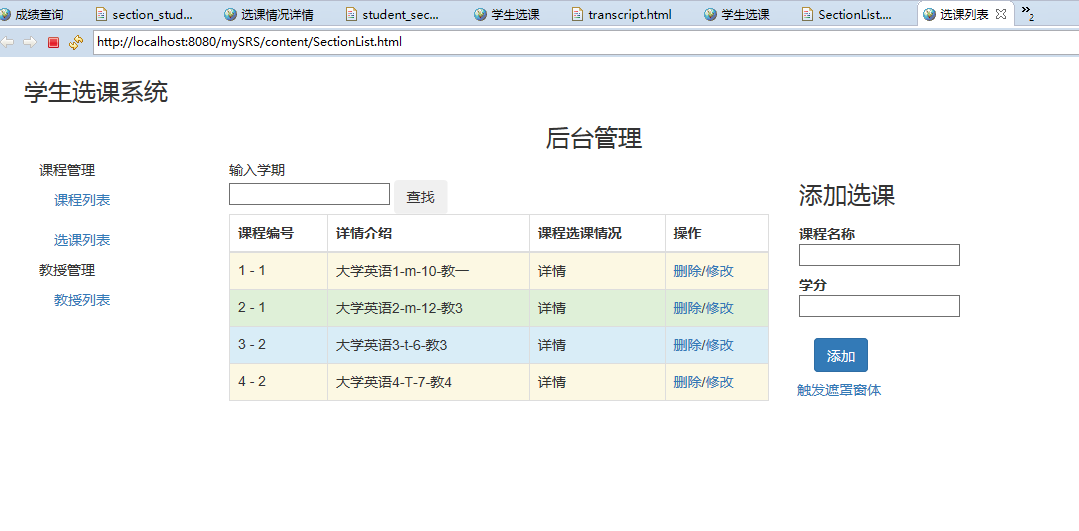 成绩查询 section_stud... 选课情况详情 student_sec... 学生选课 transcript.html 学生选课 SectionList.... 选课列表 »2
http://localhost:8080/mySRS/content/SectionList.html
学生选课系统
后台管理
课程管理
课程列表
选课列表
教授管理
教授列表
输入学期
查找
课程编号 详情介绍 课程选课情况 操作
1 - 1 大学英语1-m-10-教一 详情 删除/修改
2 - 1 大学英语2-m-12-教3 详情 删除/修改
3 - 2 大学英语3-t-6-教3 详情 删除/修改
4 - 2 大学英语4-T-7-教4 详情 删除/修改
添加选课
课程名称
学分
添加
触发遮罩窗体